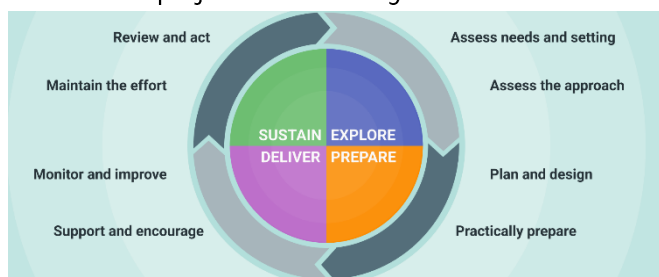 Review and act
Assess needs and setting
Maintain the effort
Assess the approach
SUSTAIN EXPLORE
DELIVER PREPARE
Monitor and improve
Plan and design
Support and encourage
Practically prepare